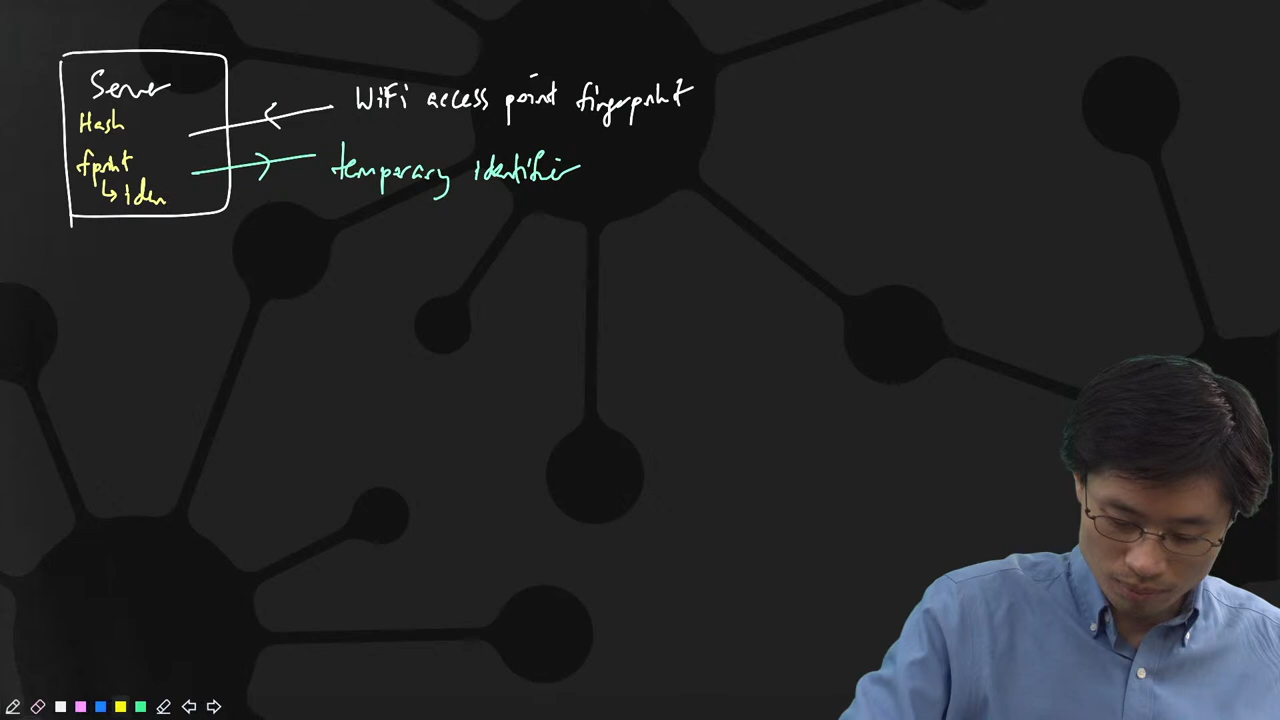 Server
Hash
fprint
↳ iden
WiFi access point fingerprint
temporary identifier